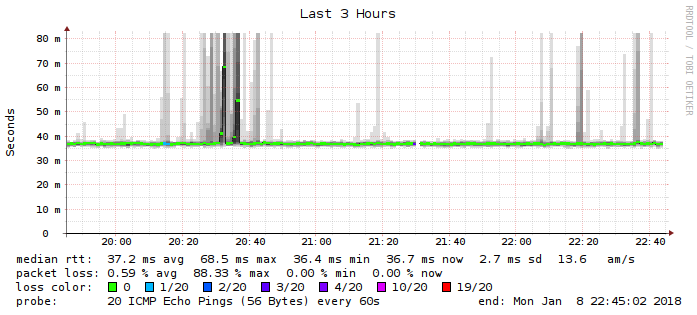 Last 3 Hours
RRDTOOL / TOBI OETIKER
Seconds
80 m
70 m
60 m
50 m
40 m
30 m
20 m
10 m
0
20:00 20:20 20:40 21:00 21:20 21:40 22:00 22:20 22:40
median rtt: 37.2 ms avg 68.5 ms max 36.4 ms min 36.7 ms now 2.7 ms sd 13.6 am/s
packet loss: 0.59 % avg 88.33 % max 0.00 % min 0.00 % now
loss color: 0 1/20 2/20 3/20 4/20 10/20 19/20
probe: 20 ICMP Echo Pings (56 Bytes) every 60s end: Mon Jan 8 22:45:02 2018